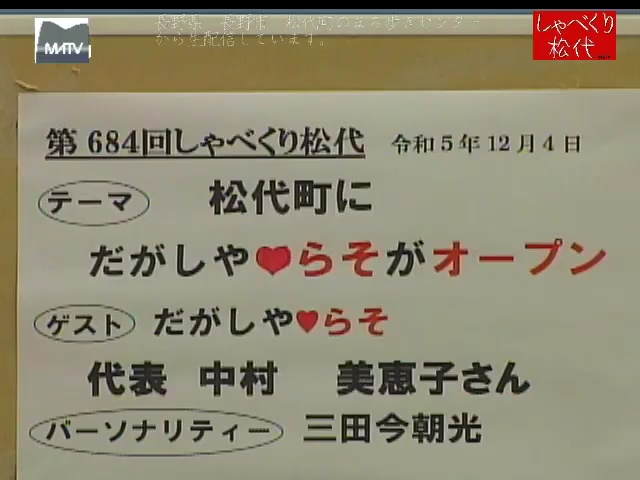 MATV
長野県　長野市　松代町のまち歩きセンター
から生配信しています。
しゃべくり
松代
第684回しゃべくり松代　令和5年12月4日
テーマ　松代町に
だがしや♥らそがオープン
ゲスト　だがしや♥らそ
代表　中村　美恵子さん
パーソナリティー　三田今朝光